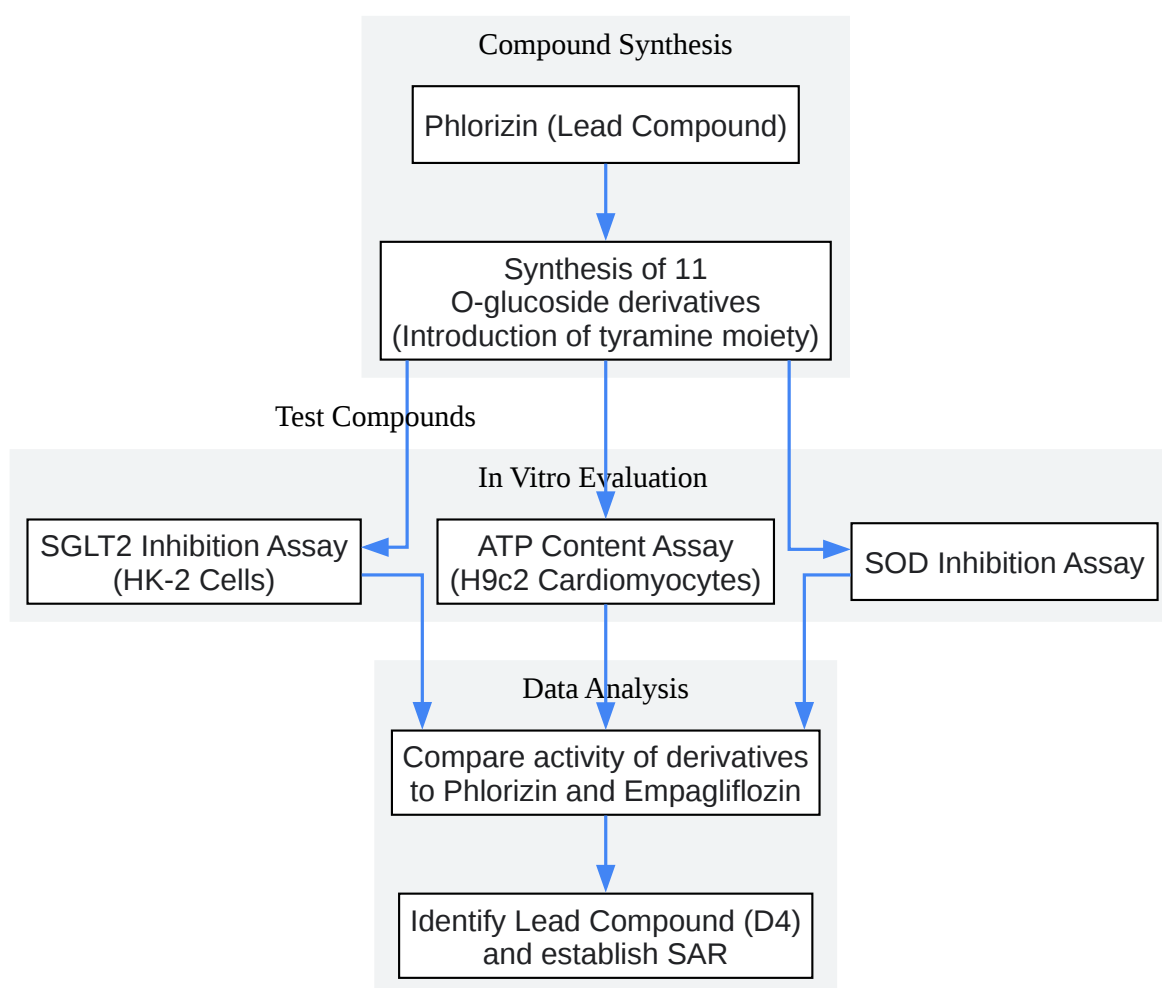 Compound Synthesis
Phlorizin (Lead Compound)
Synthesis of 11
O-glucoside derivatives
(Introduction of tyramine moiety)
Test Compounds
In Vitro Evaluation
SGLT2 Inhibition Assay
(HK-2 Cells)
ATP Content Assay
(H9c2 Cardiomyocytes)
SOD Inhibition Assay
Data Analysis
Compare activity of derivatives
to Phlorizin and Empagliflozin
Identify Lead Compound (D4)
and establish SAR